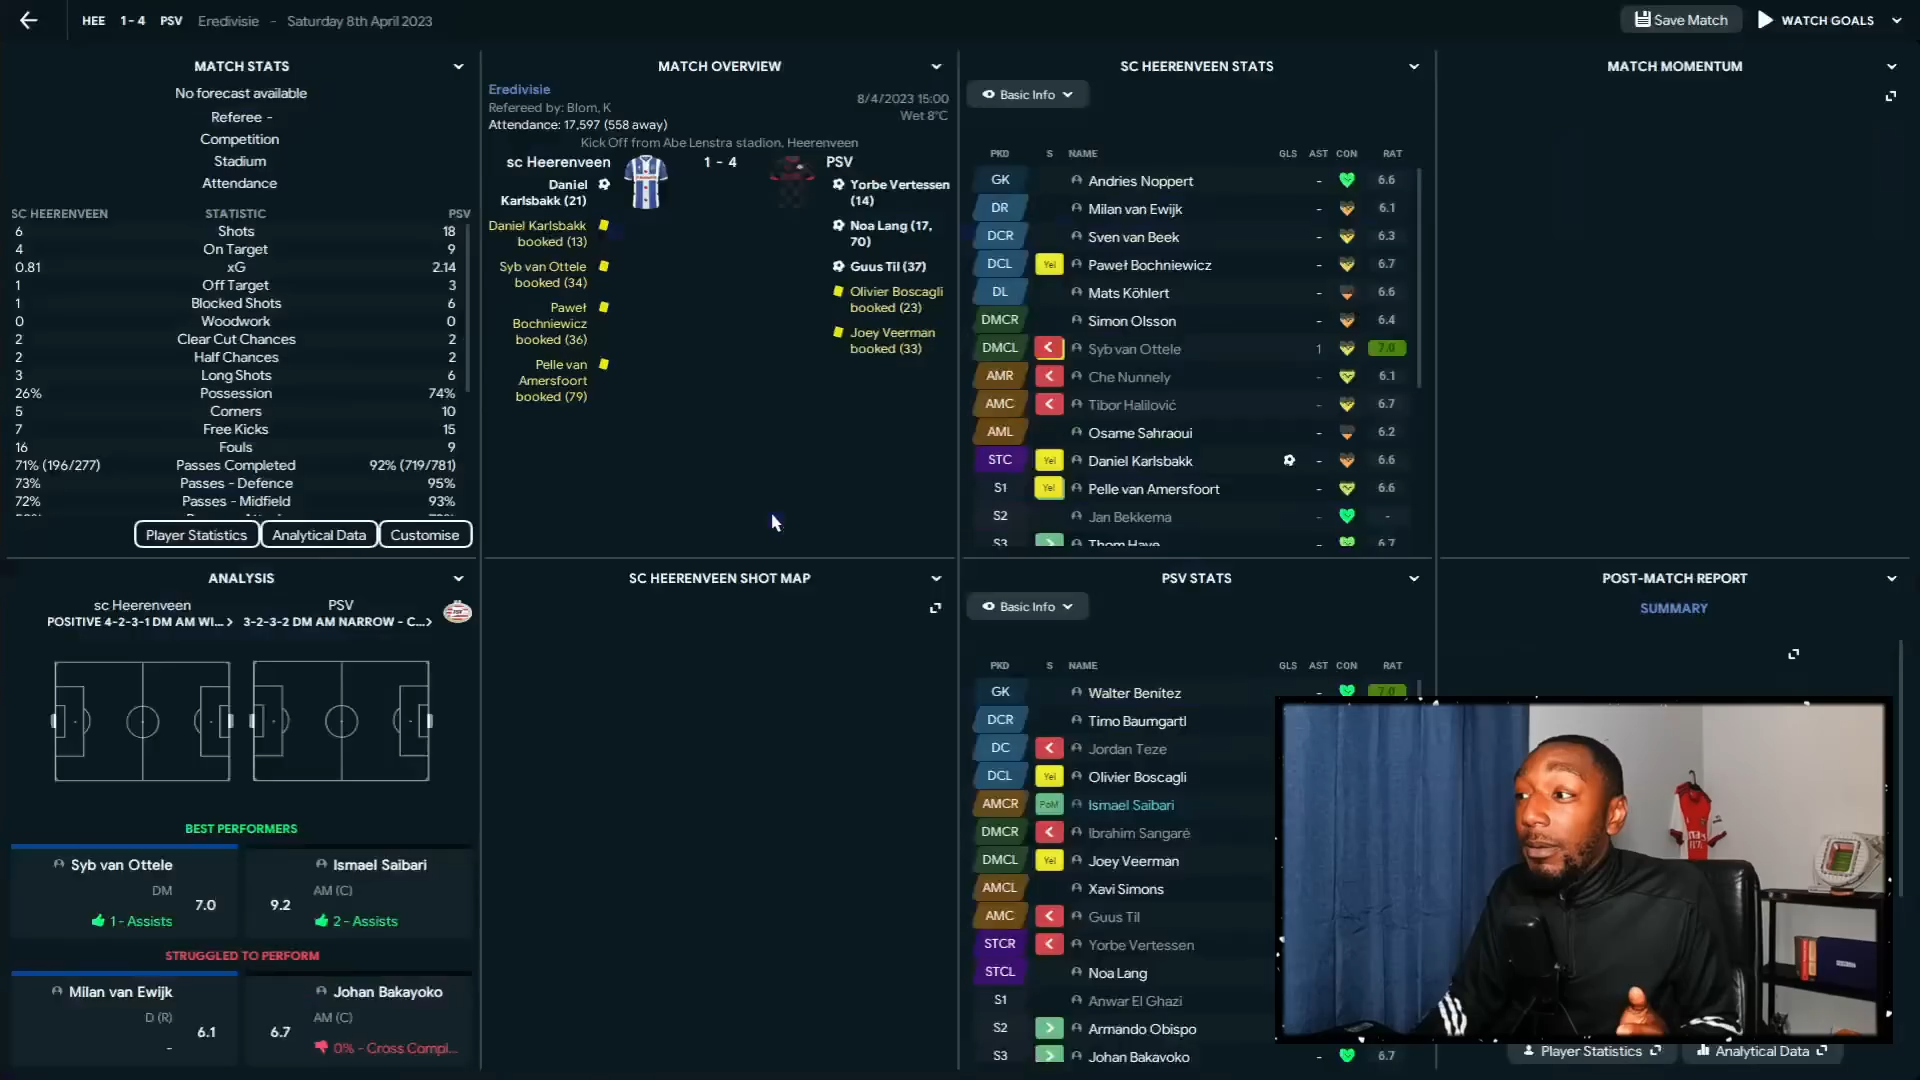 HEE 1-4 PSV Eredivisie - Saturday 8th April 2023
Save Match
WATCH GOALS
MATCH STATS
No forecast available
Referee -
Competition
Stadium
Attendance
SC HEERENVEEN STATISTIC PSV
6 Shots 18
4 On Target 9
0.81 xG 2.14
1 Off Target 3
1 Blocked Shots 6
0 Woodwork 0
2 Clear Cut Chances 2
2 Half Chances 2
3 Long Shots 6
26% Possession 74%
5 Corners 10
7 Free Kicks 15
16 Fouls 9
71% (196/277) Passes Completed 92% (719/781)
73% Passes - Defence 95%
72% Passes - Midfield 93%
Player Statistics Analytical Data Customise
MATCH OVERVIEW
Eredivisie
Refereed by: Blom, K
8/4/2023 15:00
Wet 8°C
Attendance: 17,597 (558 away)
Kick Off from Abe Lenstra stadion, Heerenveen
sc Heerenveen 1 - 4 PSV
Daniel
Karlsbakk (21)
Daniel Karlsbakk
booked (13)
Syb van Ottele
booked (34)
Paweł
Bochniewicz
booked (36)
Pelle van
Amersfoort
booked (79)
Yorbe Vertessen
(14)
Noa Lang (17,
70)
Guus Til (37)
Olivier Boscagli
booked (23)
Joey Veerman
booked (33)
SC HEERENVEEN STATS
Basic Info
PKD S NAME GLS AST CON RAT
GK Andries Noppert - 6.6
DR Milan van Ewijk - 6.1
DCR Sven van Beek - 6.3
DCL Yel Paweł Bochniewicz - 6.7
DL Mats Köhlert - 6.6
DMCR Simon Olsson - 6.4
DMCL Syb van Ottele 1 7.0
AMR Che Nunnely - 6.1
AMC Tibor Halilović - 6.7
AML Osame Sahraoui - 6.2
STC Yel Daniel Karlsbakk - 6.6
S1 Yel Pelle van Amersfoort - 6.6
S2 Jan Bekkema - -
S3 Thom Haye - 6.7
MATCH MOMENTUM
ANALYSIS
sc Heerenveen PSV
POSITIVE 4-2-3-1 DM AM WI... > 3-2-3-2 DM AM NARROW - C... >
BEST PERFORMERS
Syb van Ottele
DM
7.0
1 - Assists
Ismael Saibari
AM (C)
9.2
2 - Assists
STRUGGLED TO PERFORM
Milan van Ewijk
D (R)
6.1
-
Johan Bakayoko
AM (C)
6.7
0% - Cross Compl...
SC HEERENVEEN SHOT MAP
PSV STATS
Basic Info
PKD S NAME GLS AST CON RAT
GK Walter Benítez - 7.0
DCR Timo Baumgartl
DC Jordan Teze
DCL Yel Olivier Boscagli
AMCR PoM Ismael Saibari
DMCR Ibrahim Sangaré
DMCL Yel Joey Veerman
AMCL Xavi Simons
AMC Guus Til
STCR Yorbe Vertessen
STCL Noa Lang
S1 Anwar El Ghazi
S2 Armando Obispo
S3 Johan Bakayoko - 6.7
POST-MATCH REPORT
SUMMARY
Player Statistics Analytical Data